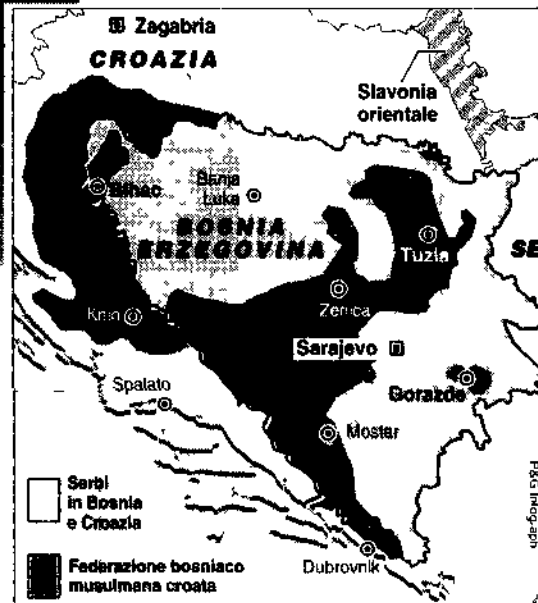 Zagabria
CROAZIA
Slavonia
orientale
Bihac
Banja
Luka
BOSNIA
ERZEGOVINA
Tuzla
SE
Knin
Zenica
Sarajevo
Gorazde
Spalato
Mostar
Serbi
in Bosnia
e Croazia
Federazione bosniaco
musulmana croata
Dubrovnik
P&G Infograph